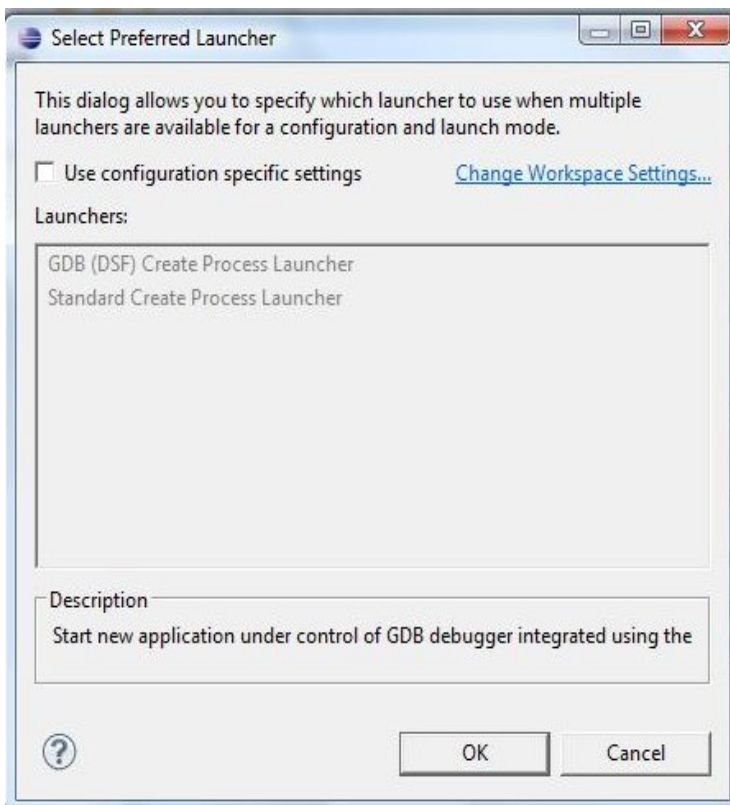 Select Preferred Launcher
This dialog allows you to specify which launcher to use when multiple
launchers are available for a configuration and launch mode.
Use configuration specific settings
Change Workspace Settings...
Launchers:
GDB (DSF) Create Process Launcher
Standard Create Process Launcher
Description
Start new application under control of GDB debugger integrated using the
?
OK
Cancel